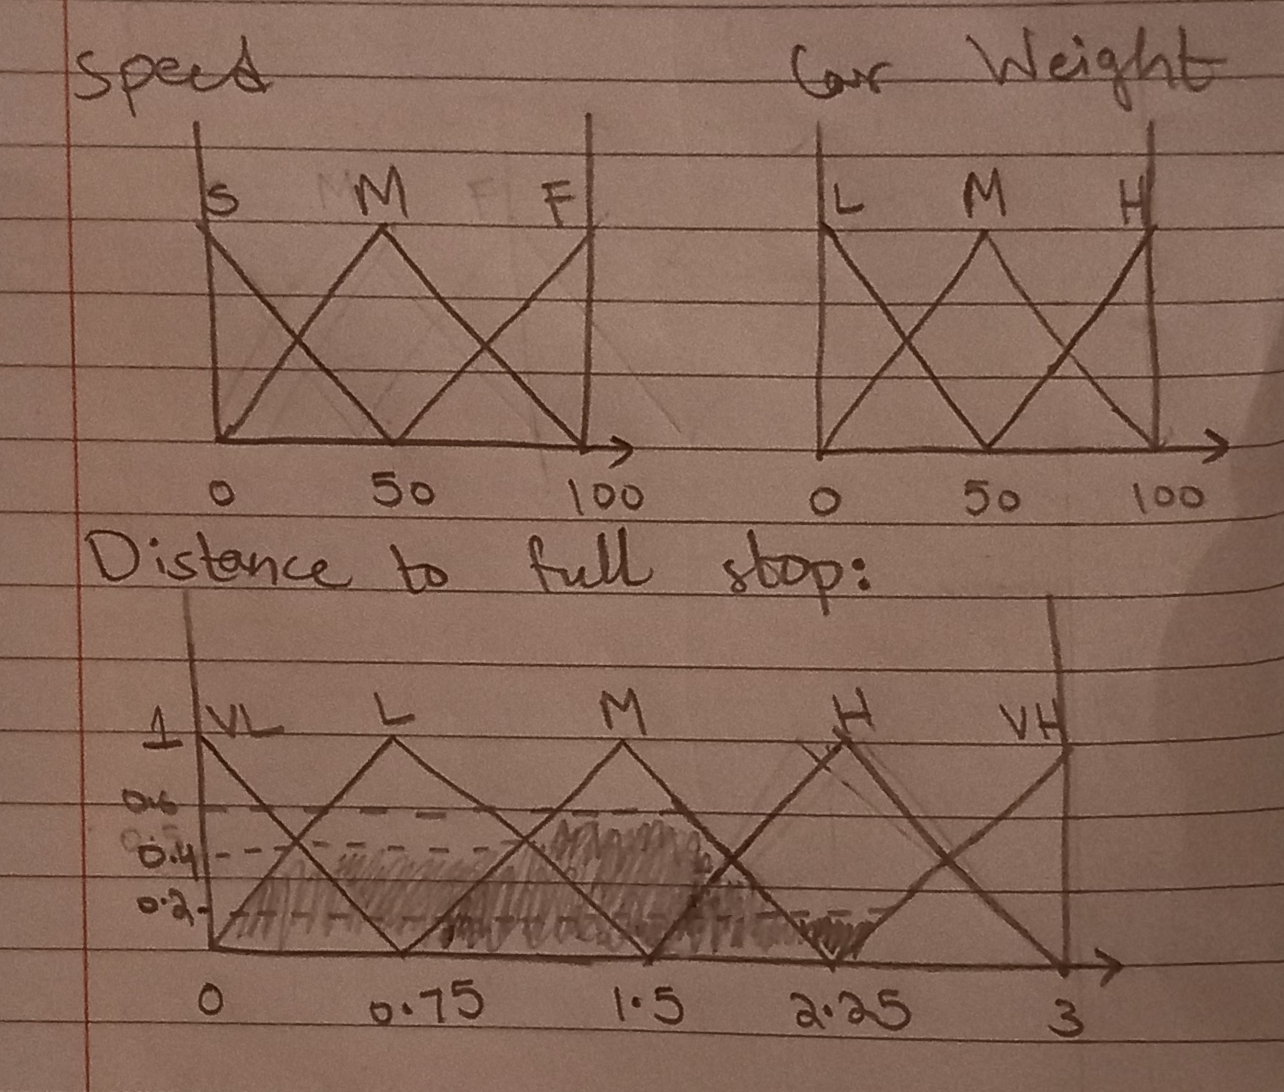 Speed Car Weight
S M F L M H
0 50 100 0 50 100
Distance to full stop:
1 VL L M H VH
0.6
0.4
0.2
0 0.75 1.5 2.25 3